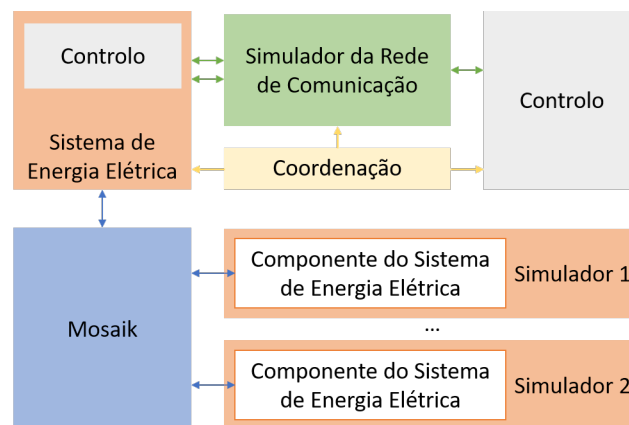 Controlo
Sistema de
Energia Elétrica
Simulador da Rede
de Comunicação
Controlo
Coordenação
Mosaik
Componente do Sistema
de Energia Elétrica
Simulador 1
...
Componente do Sistema
de Energia Elétrica
Simulador 2